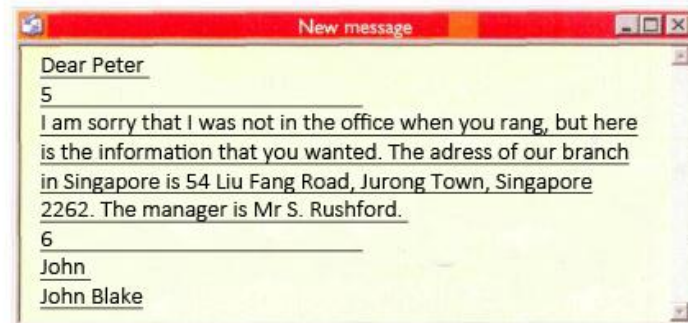 New message
Dear Peter
5
I am sorry that I was not in the office when you rang, but here
is the information that you wanted. The adress of our branch
in Singapore is 54 Liu Fang Road, Jurong Town, Singapore
2262. The manager is Mr S. Rushford.
6
John
John Blake